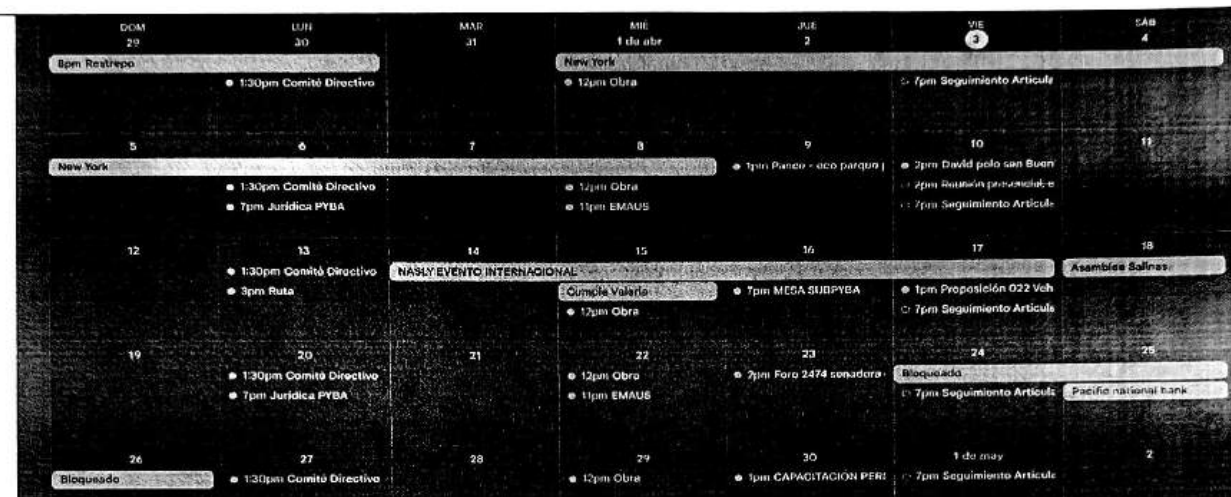 DOM LUN MAR MIÉ JUE VIE SÁB
29 30 31 1 de abr 2 3 4
8pm Restrepo New York
1:30pm Comité Directivo 12pm Obra 7pm Seguimiento Articula
5 6 7 8 9 10 11
New York 1pm Pando - eco parque 2pm David polo san Buen
1:30pm Comité Directivo 12pm Obra 2pm Reunión presencial, e
7pm Jurídica PYBA 11pm EMAUS 7pm Seguimiento Articula
12 13 14 15 16 17 18
1:30pm Comité Directivo NASLY EVENTO INTERNACIONAL Asamblea Salinas
3pm Ruta Cumple Valeria 7pm MESA SUBPYBA 1pm Proposición 022 Veh
12pm Obra 7pm Seguimiento Articula
19 20 21 22 23 24 25
1:30pm Comité Directivo 12pm Obra 2pm Foro 2474 senadora Bloqueado
7pm Jurídica PYBA 11pm EMAUS 7pm Seguimiento Articula Pacific national bank
26 27 28 29 30 1 de may 2
Bloqueado 1:30pm Comité Directivo 12pm Obra 1pm CAPACITACIÓN PER 7pm Seguimiento Articula